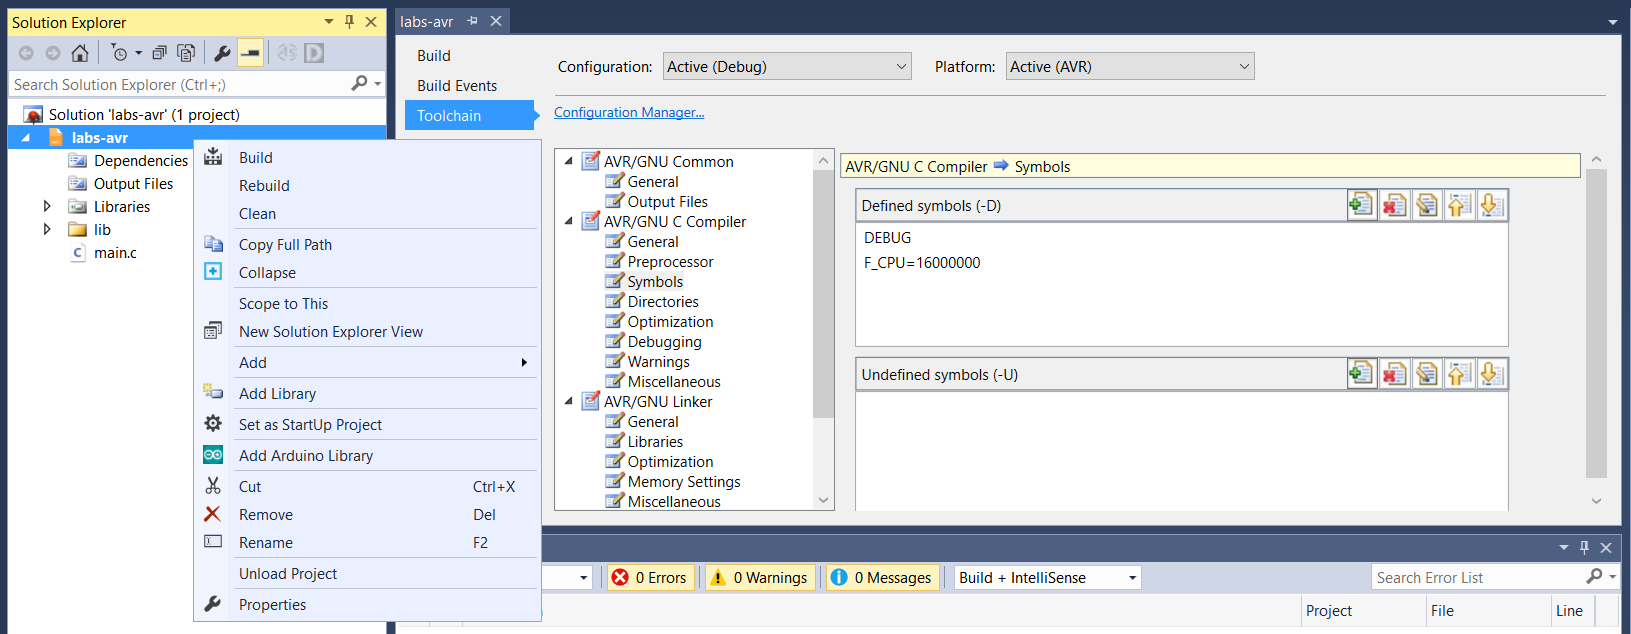 Solution Explorer
Search Solution Explorer (Ctrl+;)
Solution 'labs-avr' (1 project)
labs-avr
Dependencies
Output Files
Libraries
lib
main.c
Build
Rebuild
Clean
Copy Full Path
Collapse
Scope to This
New Solution Explorer View
Add
Add Library
Set as StartUp Project
Add Arduino Library
Cut Ctrl+X
Remove Del
Rename F2
Unload Project
Properties
labs-avr
Build
Build Events
Toolchain
Configuration: Active (Debug) Platform: Active (AVR)
Configuration Manager...
AVR/GNU Common
General
Output Files
AVR/GNU C Compiler
General
Preprocessor
Symbols
Directories
Optimization
Debugging
Warnings
Miscellaneous
AVR/GNU Linker
General
Libraries
Optimization
Memory Settings
Miscellaneous
AVR/GNU C Compiler Symbols
Defined symbols (-D)
DEBUG
F_CPU=16000000
Undefined symbols (-U)
0 Errors 0 Warnings 0 Messages Build + IntelliSense Search Error List
Project File Line